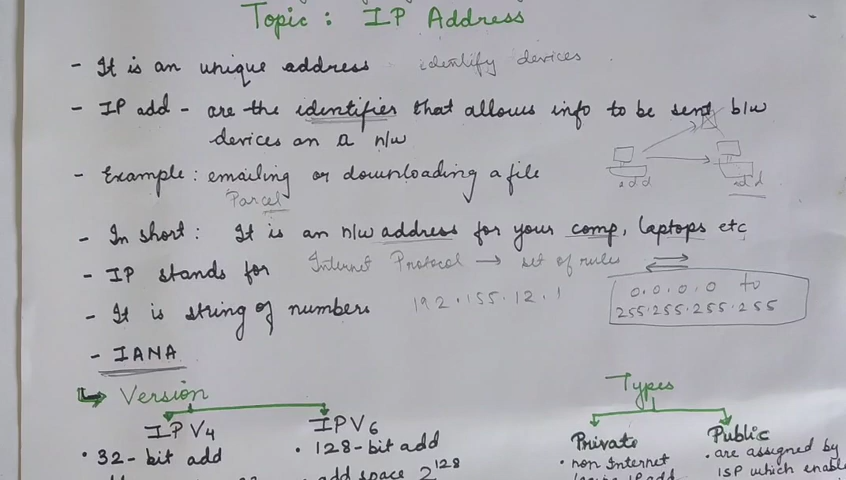 Topic : IP Address
- It is an unique address identify devices
- IP add - are the identifier that allows info to be sent b/w
devices on a n/w
- Example : emailing or downloading a file
Parcel
add
- In short : It is an n/w address for your comp, laptops etc
- IP stands for Internet Protocol → set of rules
- It is string of numbers 192.155.12.1
0.0.0.0 to
255.255.255.255
- IANA
Version
IPV4
IPV6
• 32-bit add
• 128-bit add
add space 2^128
Types
Private
Public
• non Internet
• are assigned by
ISP which enable